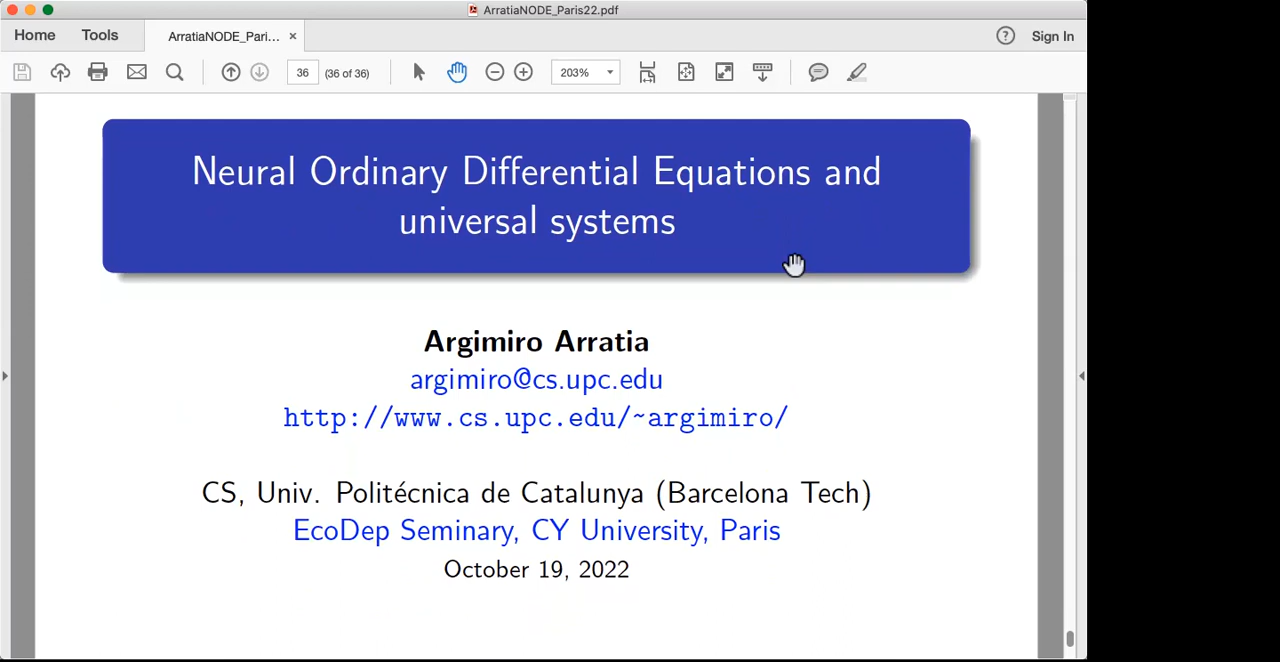 ArratiaNODE_Paris22.pdf
Home Tools ArratiaNODE_Pari... × ? Sign In
36 (36 of 36) 203%
Neural Ordinary Differential Equations and
universal systems
Argimiro Arratia
argimiro@cs.upc.edu
http://www.cs.upc.edu/~argimiro/
CS, Univ. Politécnica de Catalunya (Barcelona Tech)
EcoDep Seminary, CY University, Paris
October 19, 2022